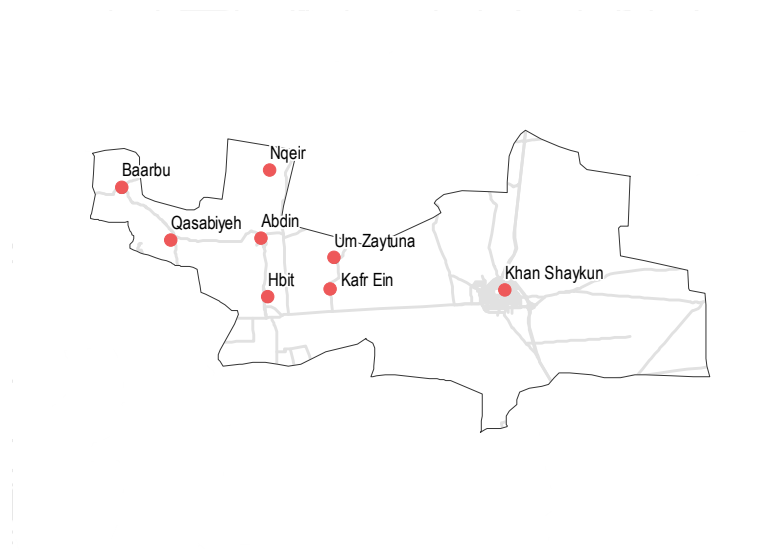 Nqeir
Baarbu
Qasabiyeh
Abdin
Um-Zaytuna
Hbit
Kafr Ein
Khan Shaykun